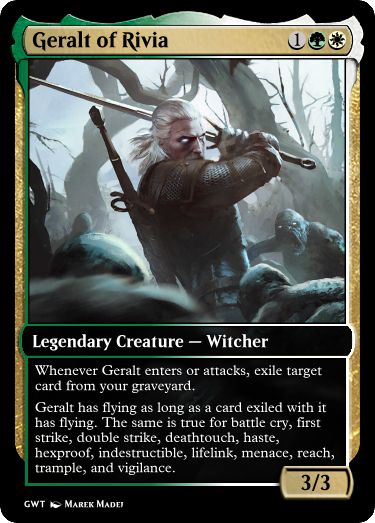 Geralt of Rivia 1
Legendary Creature — Witcher
Whenever Geralt enters or attacks, exile target
card from your graveyard.
Geralt has flying as long as a card exiled with it
has flying. The same is true for battle cry, first
strike, double strike, deathtouch, haste,
hexproof, indestructible, lifelink, menace, reach,
trample, and vigilance.
3/3
GWT Marek Madej